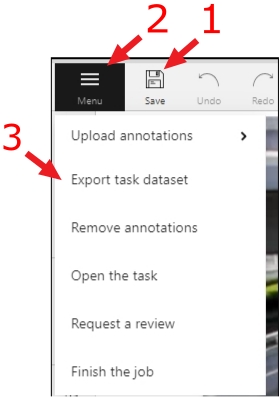 2 1
Menu Save Undo Redo
Upload annotations
3
Export task dataset
Remove annotations
Open the task
Request a review
Finish the job